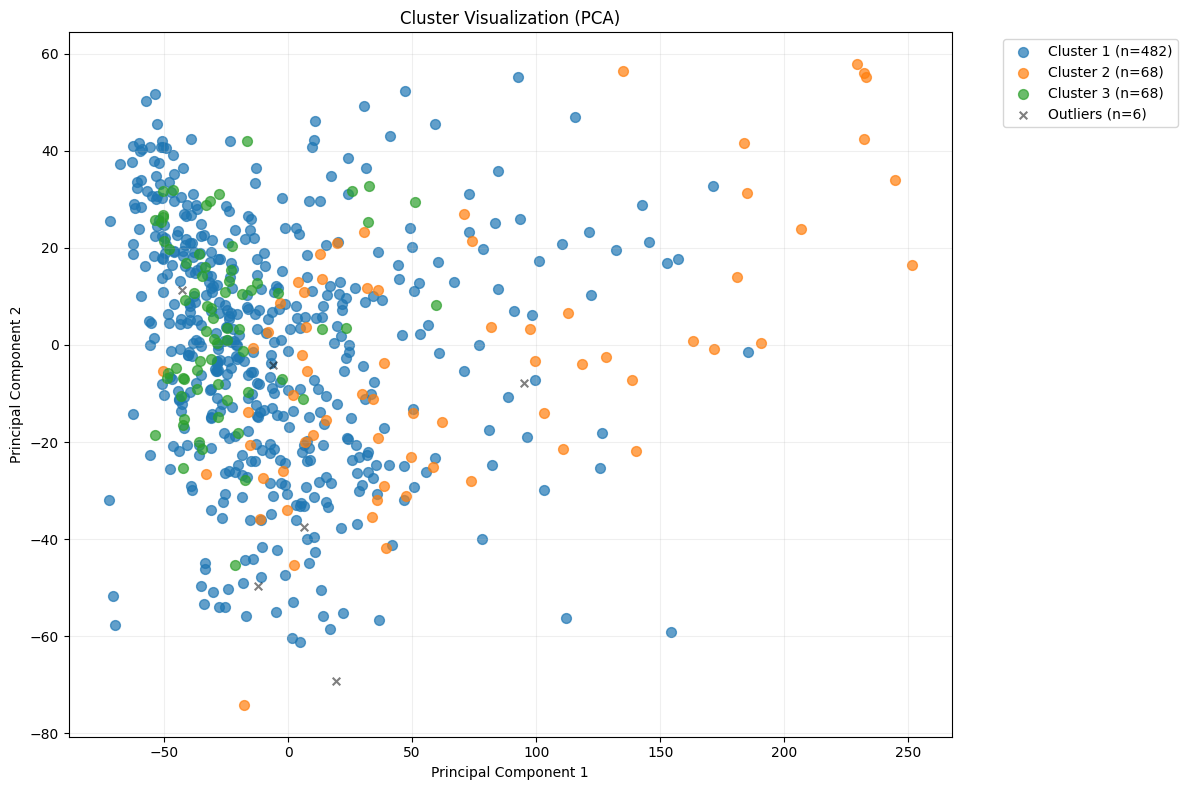 Cluster Visualization (PCA)
Cluster 1 (n=482)
Cluster 2 (n=68)
Cluster 3 (n=68)
Outliers (n=6)
Principal Component 2
60
40
20
0
−20
−40
−60
−80
−50
0
50
100
150
200
250
Principal Component 1